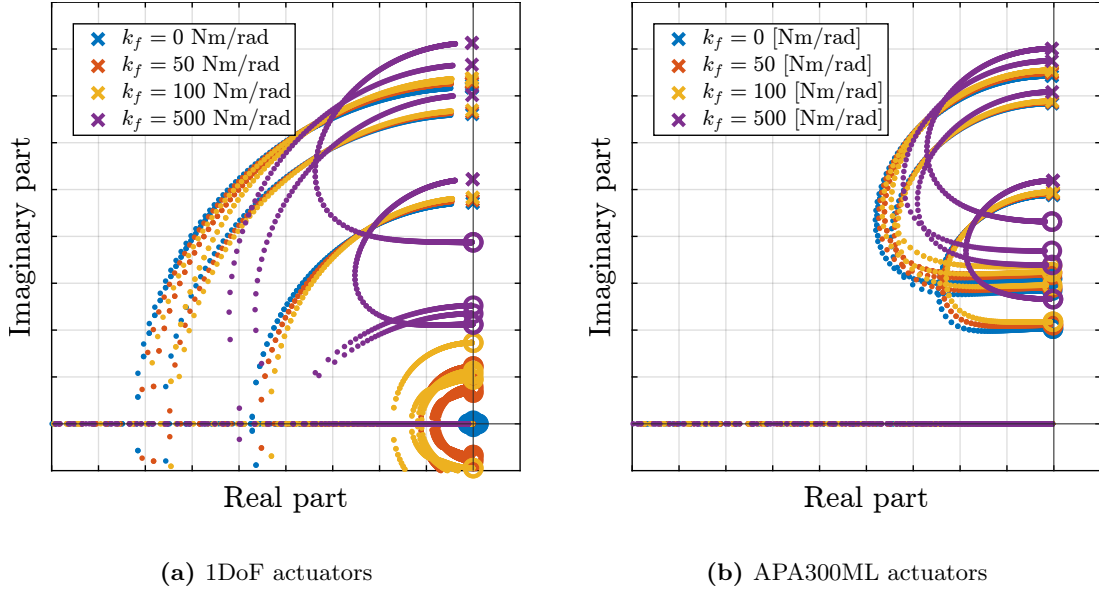 k_f = 0 Nm/rad
k_f = 50 Nm/rad
k_f = 100 Nm/rad
k_f = 500 Nm/rad
Imaginary part
Real part
(a) 1DoF actuators
k_f = 0 [Nm/rad]
k_f = 50 [Nm/rad]
k_f = 100 [Nm/rad]
k_f = 500 [Nm/rad]
Imaginary part
Real part
(b) APA300ML actuators